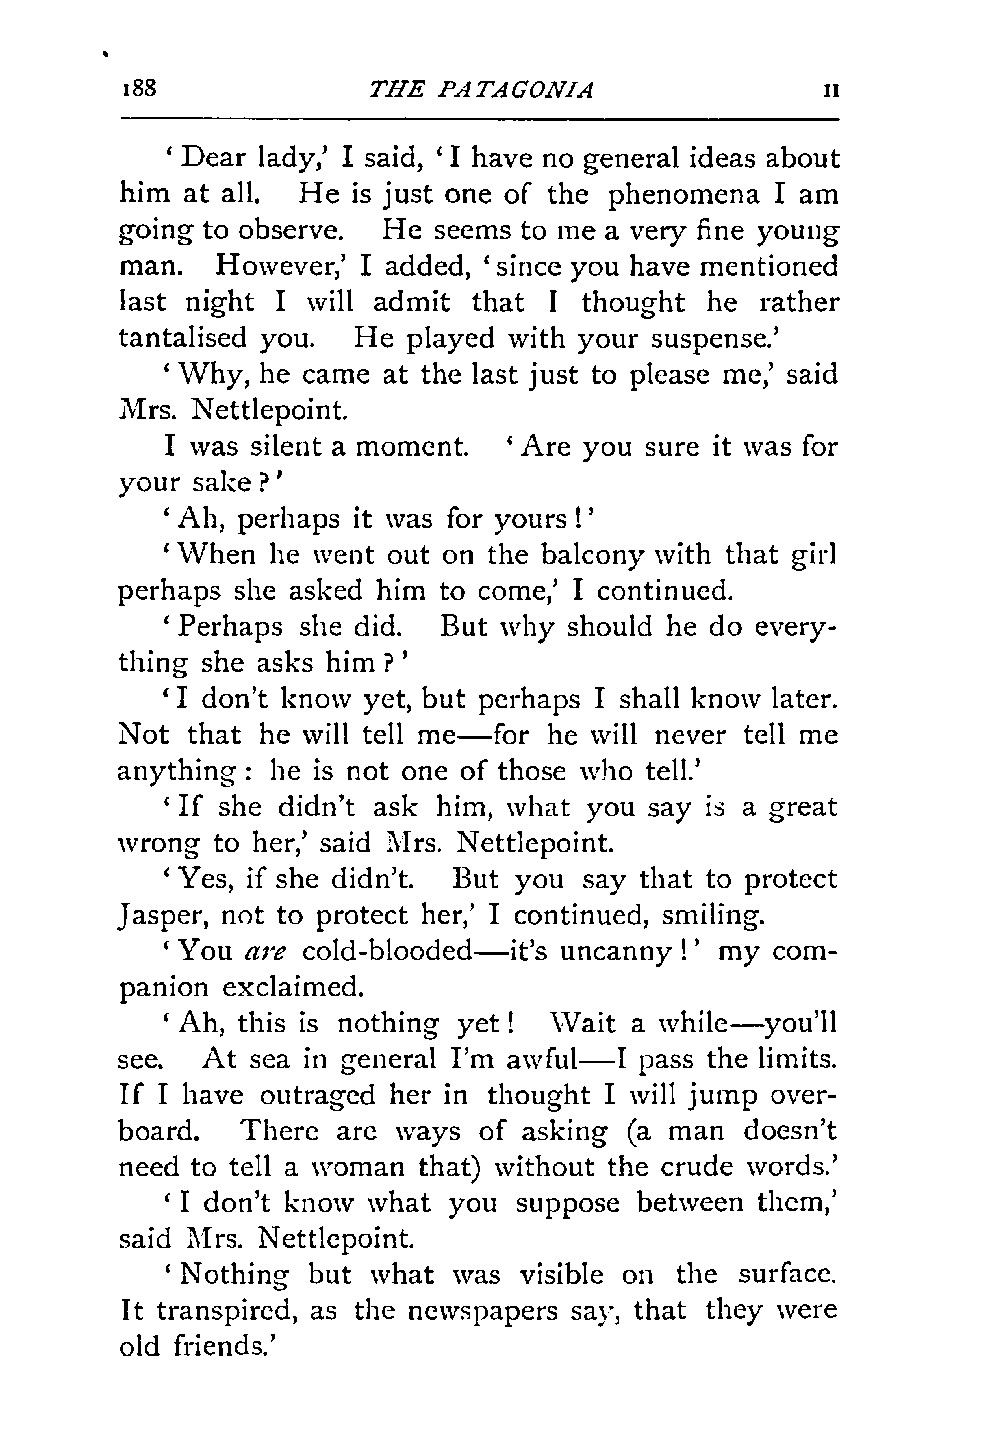 188 THE PATAGONIA II
‘Dear lady,’ I said, ‘I have no general ideas about
him at all. He is just one of the phenomena I am
going to observe. He seems to me a very fine young
man. However,’ I added, ‘since you have mentioned
last night I will admit that I thought he rather
tantalised you. He played with your suspense.’
‘Why, he came at the last just to please me,’ said
Mrs. Nettlepoint.
I was silent a moment. ‘Are you sure it was for
your sake?’
‘Ah, perhaps it was for yours!’
‘When he went out on the balcony with that girl
perhaps she asked him to come,’ I continued.
‘Perhaps she did. But why should he do every-
thing she asks him?’
‘I don’t know yet, but perhaps I shall know later.
Not that he will tell me—for he will never tell me
anything: he is not one of those who tell.’
‘If she didn’t ask him, what you say is a great
wrong to her,’ said Mrs. Nettlepoint.
‘Yes, if she didn’t. But you say that to protect
Jasper, not to protect her,’ I continued, smiling.
‘You are cold-blooded—it’s uncanny!’ my com-
panion exclaimed.
‘Ah, this is nothing yet! Wait a while—you’ll
see. At sea in general I’m awful—I pass the limits.
If I have outraged her in thought I will jump over-
board. There are ways of asking (a man doesn’t
need to tell a woman that) without the crude words.’
‘I don’t know what you suppose between them,’
said Mrs. Nettlepoint.
‘Nothing but what was visible on the surface.
It transpired, as the newspapers say, that they were
old friends.’